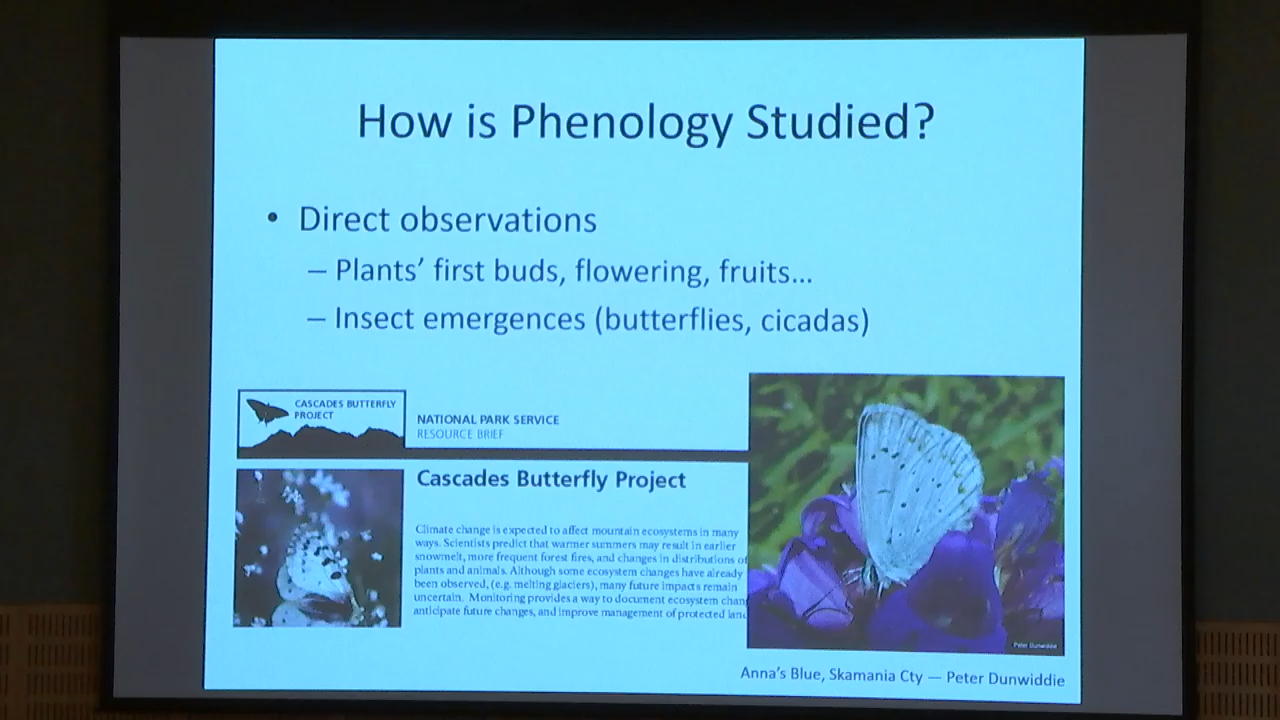 How is Phenology Studied?
• Direct observations
– Plants’ first buds, flowering, fruits...
– Insect emergences (butterflies, cicadas)
CASCADES BUTTERFLY
PROJECT
NATIONAL PARK SERVICE
RESOURCE BRIEF
Cascades Butterfly Project
Climate change is expected to affect mountain ecosystems in many
ways. Scientists predict that warmer summers may result in earlier
snowmelt, more frequent forest fires, and changes in distributions of
plants and animals. Although some ecosystem changes have already
been observed, (e.g. melting glaciers), many future impacts remain
uncertain. Monitoring provides a way to document ecosystem chan
anticipate future changes, and improve management of protected lan
Peter Dunwiddie
Anna’s Blue, Skamania Cty — Peter Dunwiddie